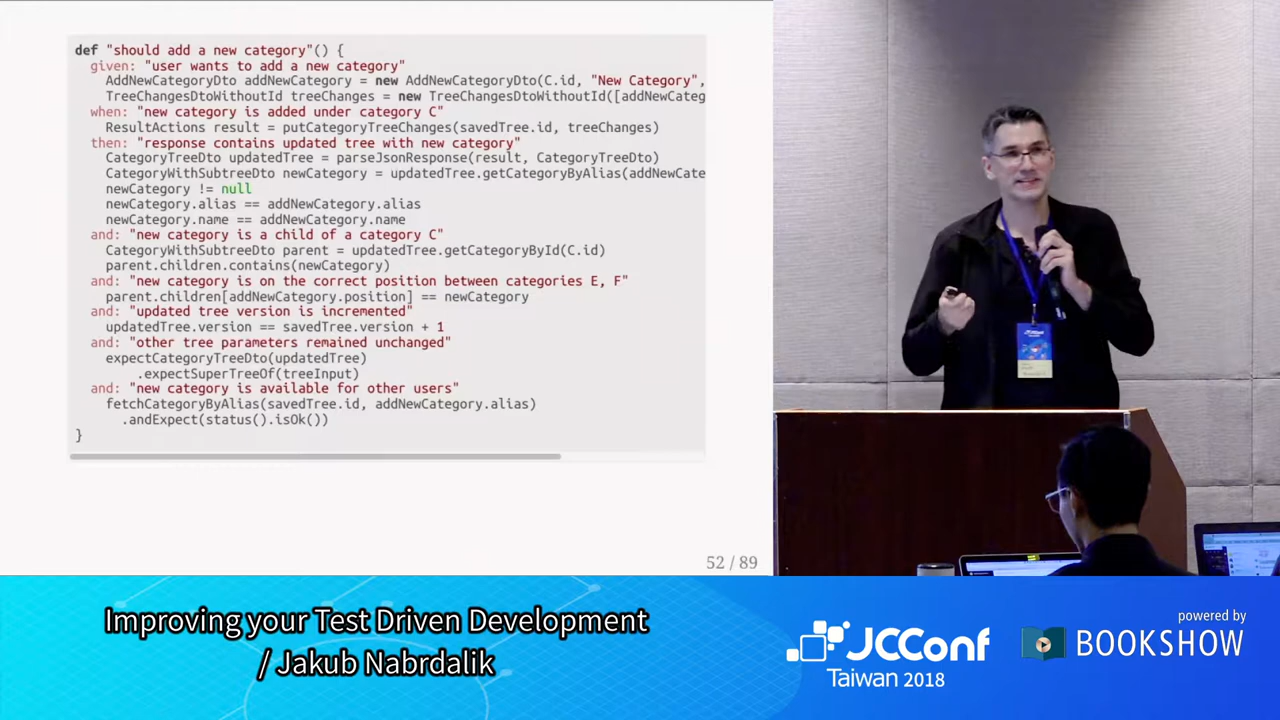 def "should add a new category"() {
given: "user wants to add a new category"
AddNewCategoryDto addNewCategory = new AddNewCategoryDto(C.id, "New Category",
TreeChangesDtoWithoutId treeChanges = new TreeChangesDtoWithoutId([addNewCateg
when: "new category is added under category C"
ResultActions result = putCategoryTreeChanges(savedTree.id, treeChanges)
then: "response contains updated tree with new category"
CategoryTreeDto updatedTree = parseJsonResponse(result, CategoryTreeDto)
CategoryWithSubtreeDto newCategory = updatedTree.getCategoryByAlias(addNewCate
newCategory != null
newCategory.alias == addNewCategory.alias
newCategory.name == addNewCategory.name
and: "new category is a child of a category C"
CategoryWithSubtreeDto parent = updatedTree.getCategoryById(C.id)
parent.children.contains(newCategory)
and: "new category is on the correct position between categories E, F"
parent.children[addNewCategory.position] == newCategory
and: "updated tree version is incremented"
updatedTree.version == savedTree.version + 1
and: "other tree parameters remained unchanged"
expectCategoryTreeDto(updatedTree)
.expectSuperTreeOf(treeInput)
and: "new category is available for other users"
fetchCategoryByAlias(savedTree.id, addNewCategory.alias)
.andExpect(status().isOk())
}
52 / 89
JCConf
Improving your Test Driven Development
/ Jakub Nabrdalik
JCConf
Taiwan 2018
powered by
BOOKSHOW